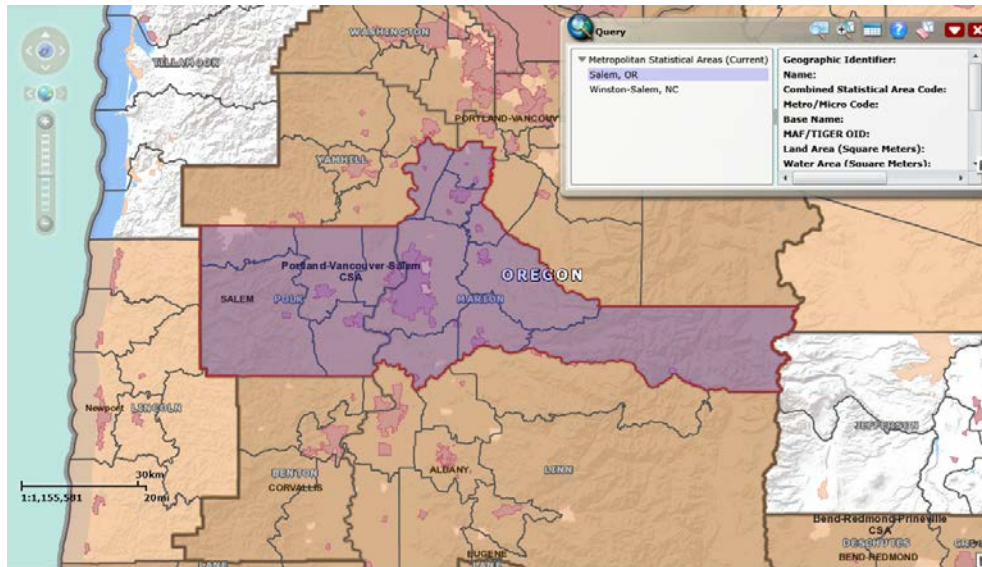 WASHINGTON
TILLAMOOK
PORTLAND-VANCOUV
YAMHILL
Query
Metropolitan Statistical Areas (Current)
Salem, OR
Winston-Salem, NC
Geographic Identifier:
Name:
Combined Statistical Area Code:
Metro/Micro Code:
Base Name:
MAF/TIGER OID:
Land Area (Square Meters):
Water Area (Square Meters):
Portland-Vancouver-Salem
CSA
OREGON
SALEM
POLK
MARION
Newport
LINCOLN
JEFFERSON
30km
1:1,155,581
20mi
BENTON
CORVALLIS
ALBANY
LINN
Bend-Redmond-Prineville
CSA
DESCHUTES
BEND-REDMOND
EUGENE
LANE
LANE